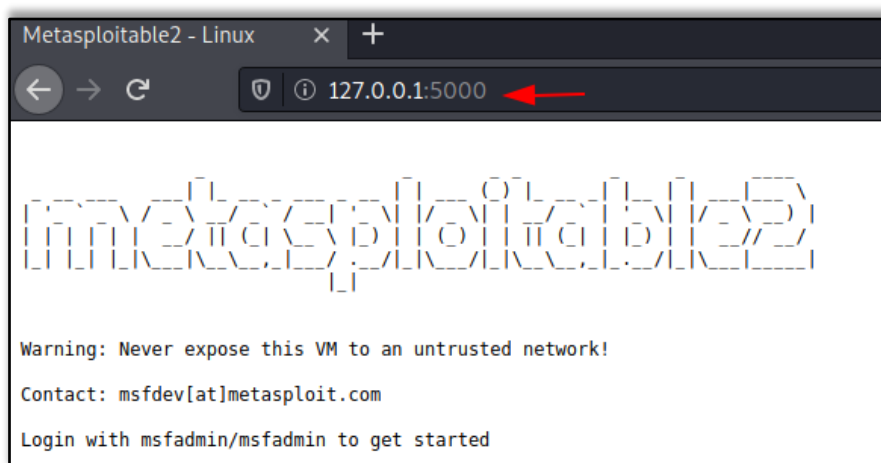 Metasploitable2 - Linux
127.0.0.1:5000
metasploitable2
Warning: Never expose this VM to an untrusted network!
Contact: msfdev[at]metasploit.com
Login with msfadmin/msfadmin to get started